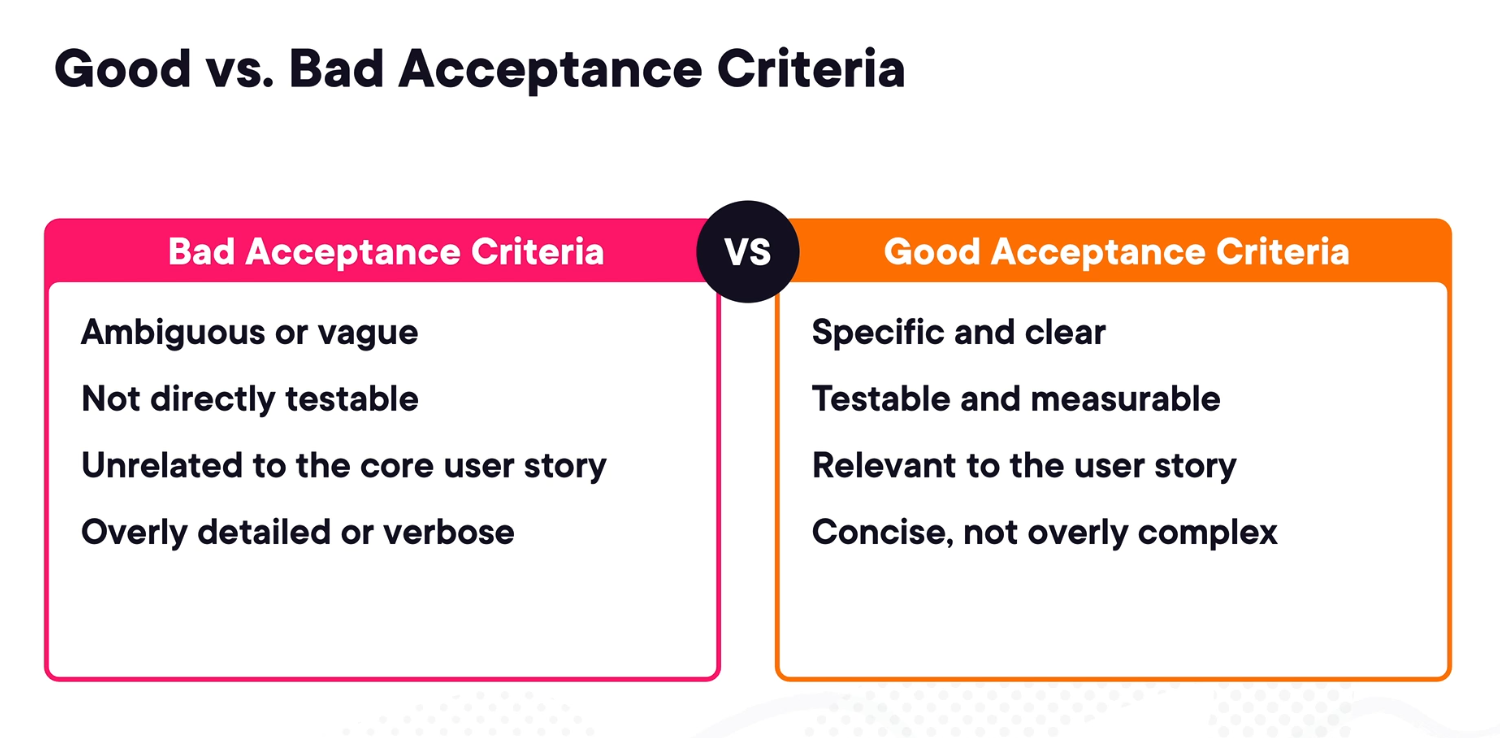 Good vs. Bad Acceptance Criteria
Bad Acceptance Criteria
VS
Good Acceptance Criteria
Ambiguous or vague
Not directly testable
Unrelated to the core user story
Overly detailed or verbose
Specific and clear
Testable and measurable
Relevant to the user story
Concise, not overly complex